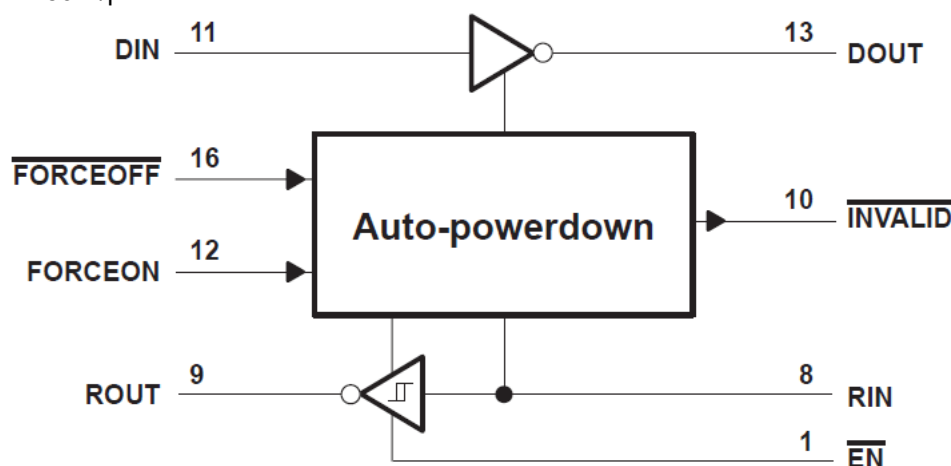 DIN 11 13 DOUT
FORCEOFF 16
Auto-powerdown
10 INVALID
FORCEON 12
ROUT 9 8 RIN
1 EN